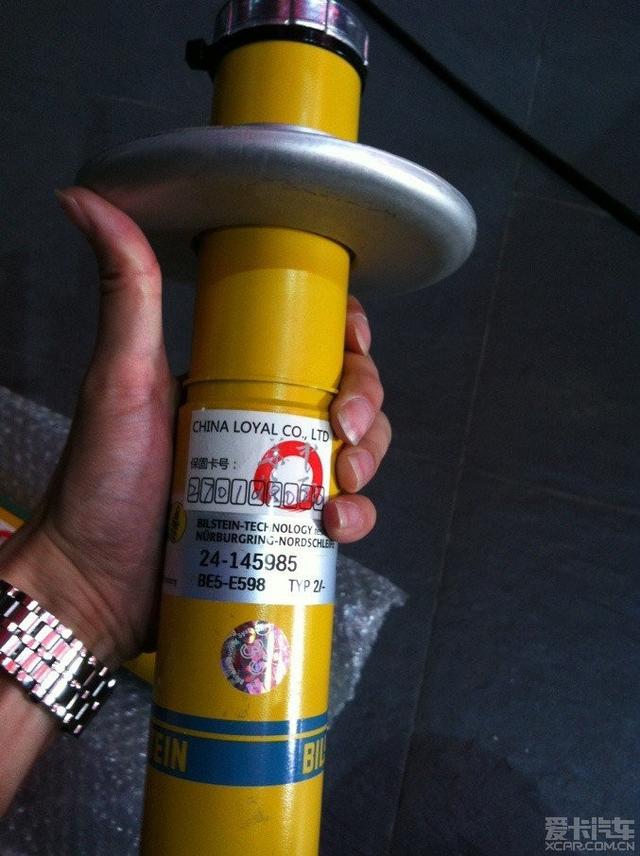 CHINA LOYAL CO., LTD
保固卡号：
BILSTEIN-TECHNOLOGY
NÜRBURGRING-NORDSCHLEIFE
24-145985
BE5-E598 TYP 2/-
TEIN BIL
爱卡汽车
XCAR.COM.CN